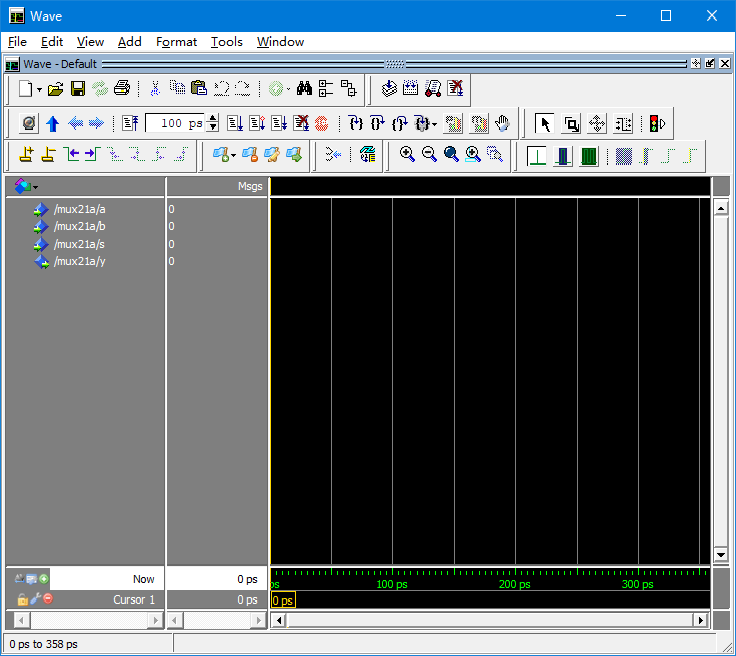 Wave
File Edit View Add Format Tools Window
Wave - Default
100 ps
Msgs
/mux21a/a 0
/mux21a/b 0
/mux21a/s 0
/mux21a/y 0
Now 0 ps
ps 100 ps 200 ps 300 ps
Cursor 1 0 ps
0 ps
0 ps to 358 ps